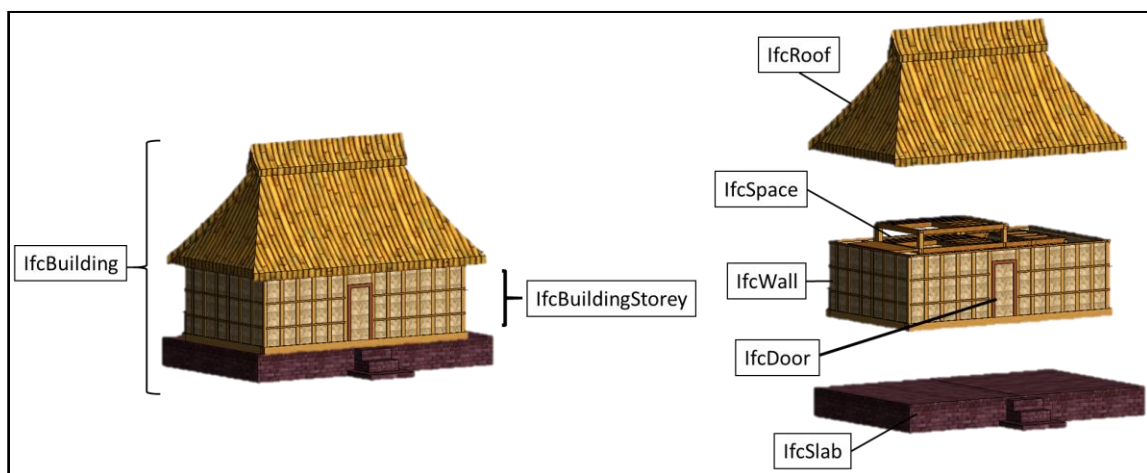 IfcBuilding
IfcBuildingStorey
IfcRoof
IfcSpace
IfcWall
IfcDoor
IfcSlab